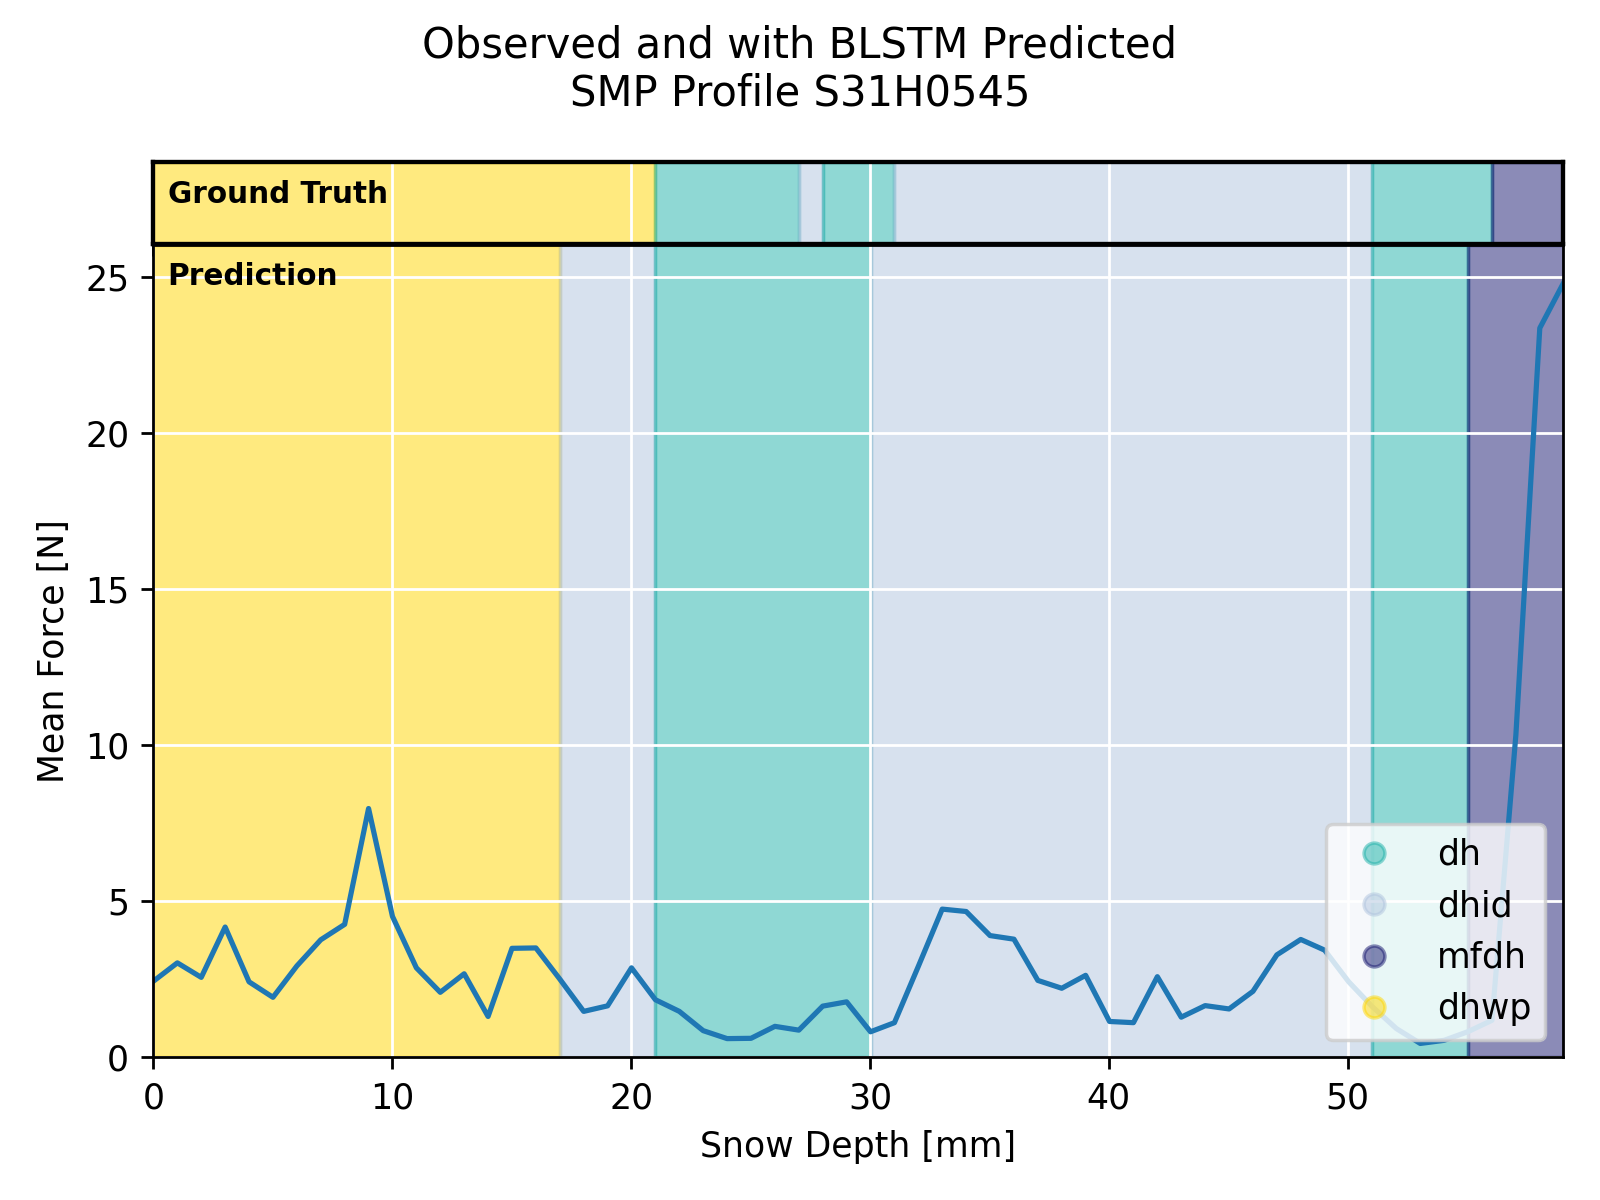 Observed and with BLSTM Predicted
SMP Profile S31H0545
Ground Truth
Prediction
25
20
15
10
5
0
Mean Force [N]
0 10 20 30 40 50
Snow Depth [mm]
dh
dhid
mfdh
dhwp